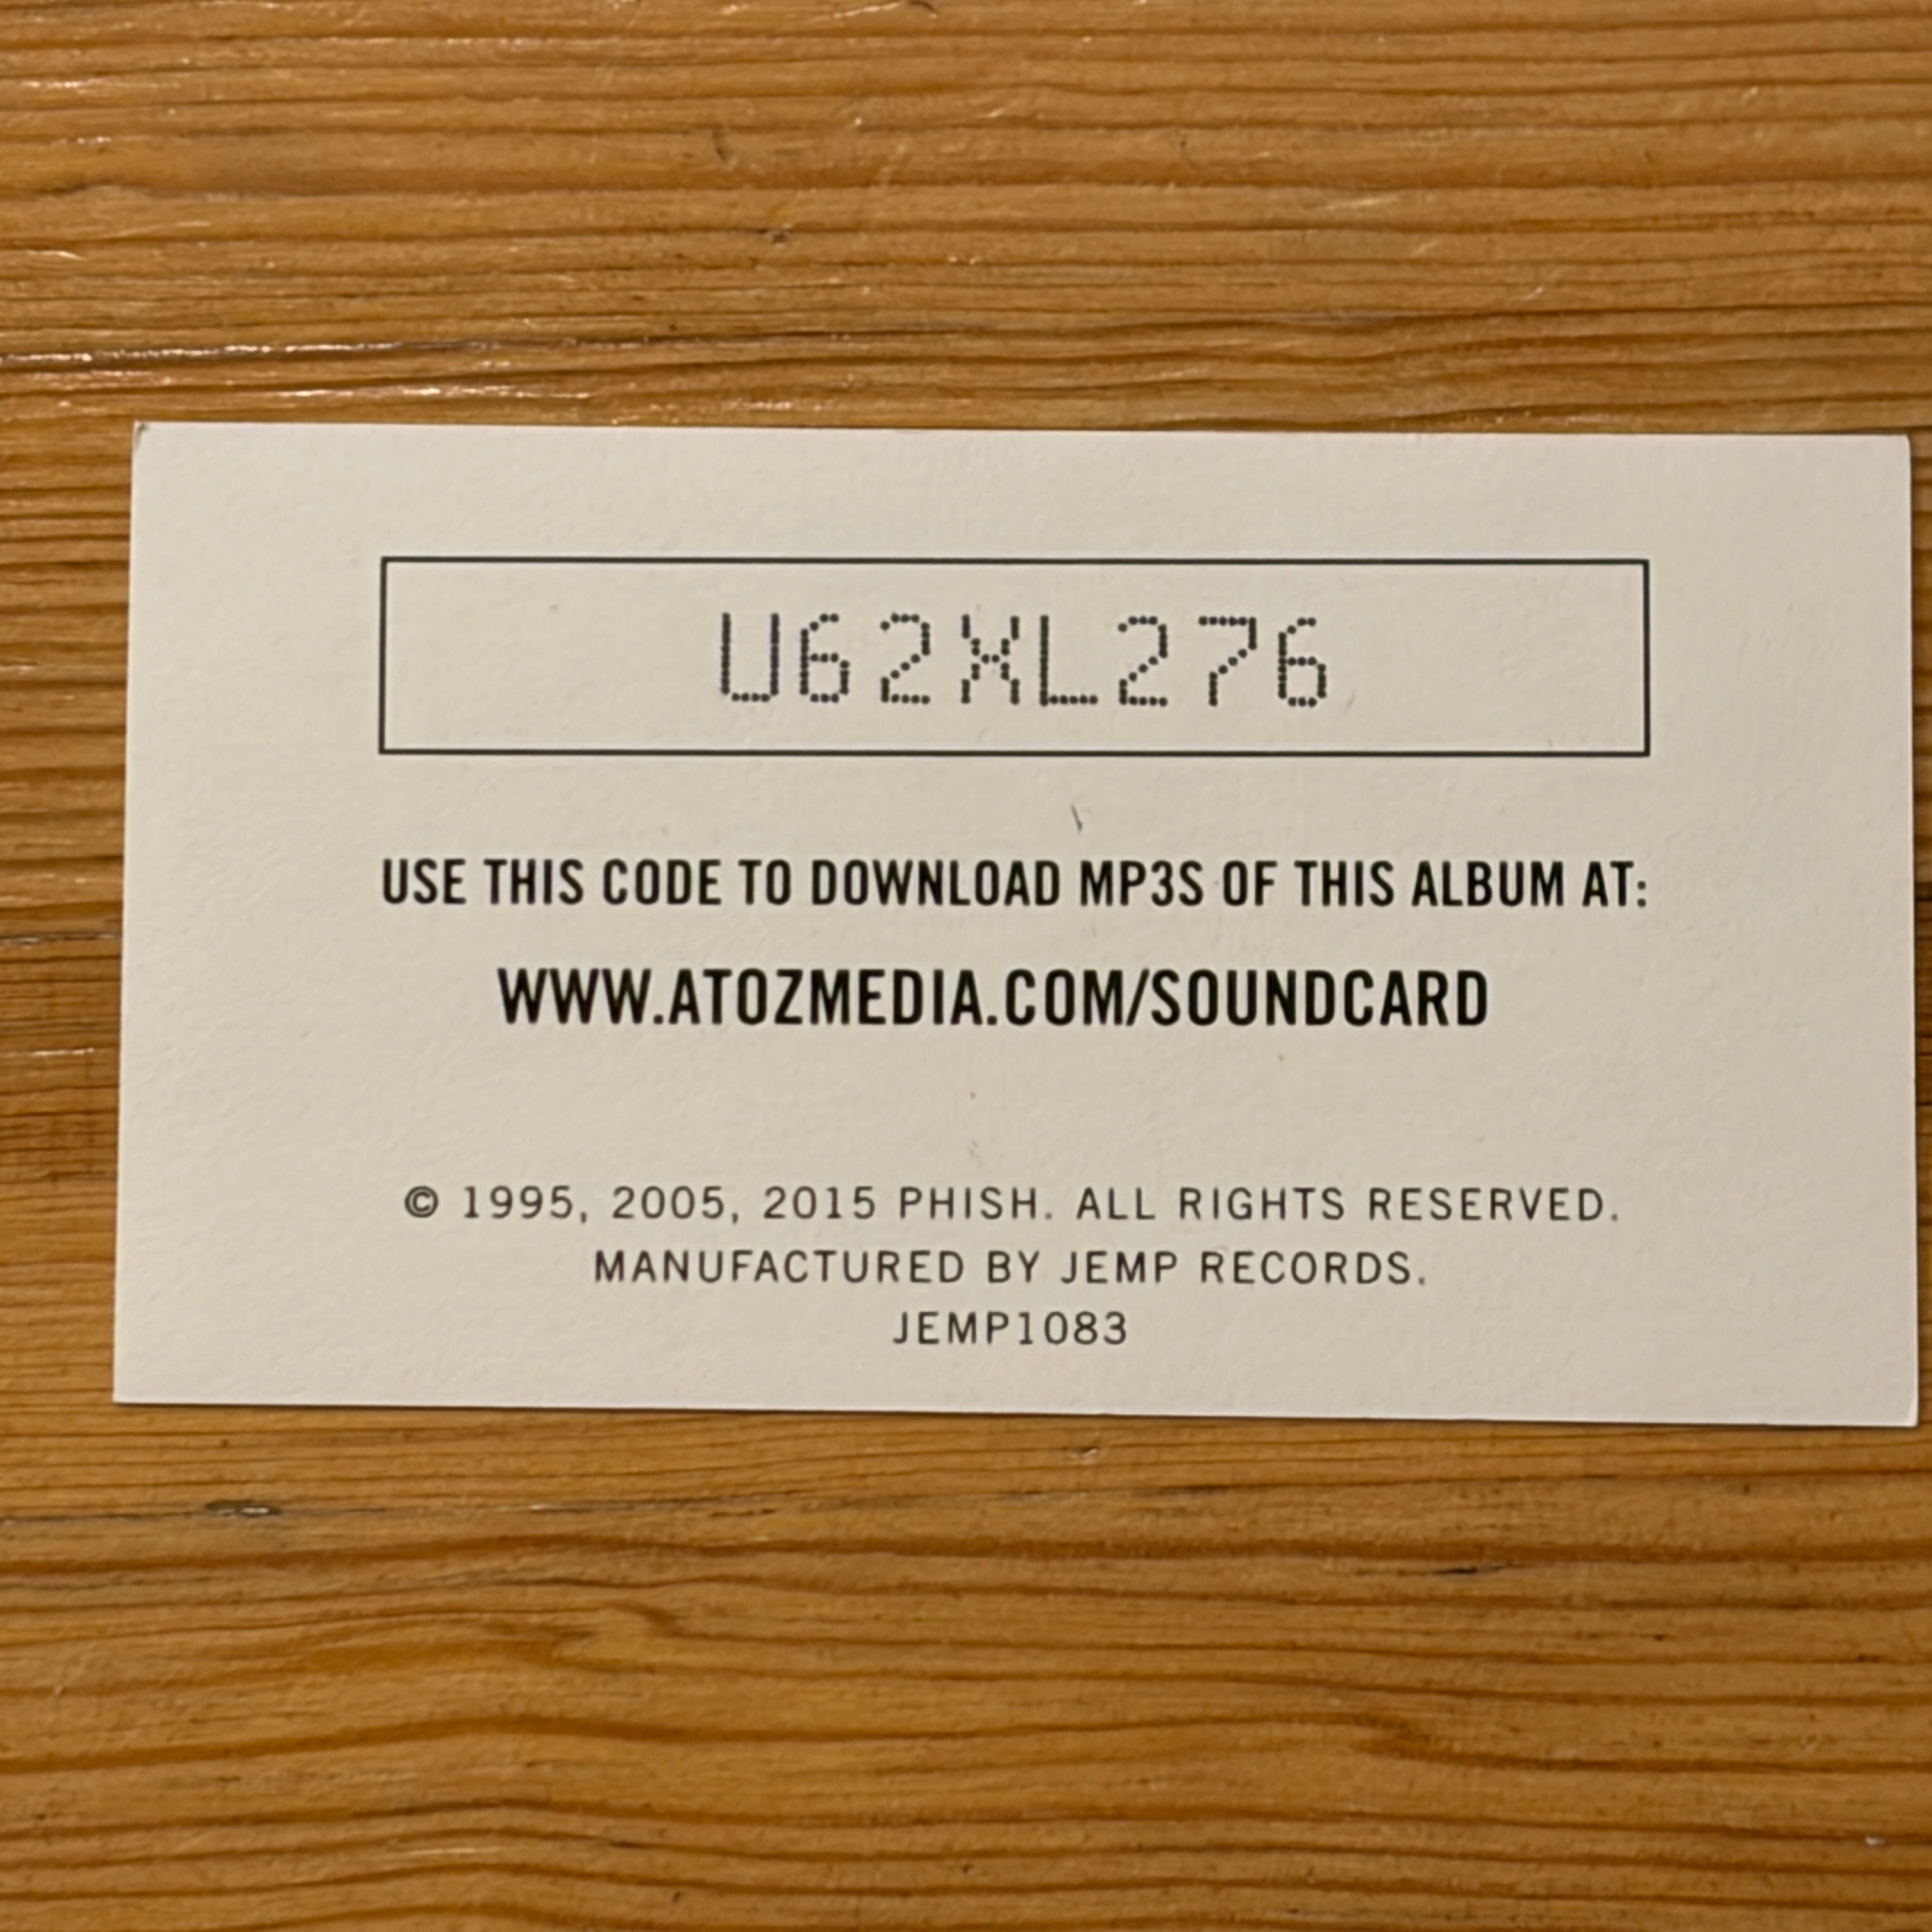 U62XL276
USE THIS CODE TO DOWNLOAD MP3S OF THIS ALBUM AT:
WWW.ATOZMEDIA.COM/SOUNDCARD
© 1995, 2005, 2015 PHISH. ALL RIGHTS RESERVED.
MANUFACTURED BY JEMP RECORDS.
JEMP1083